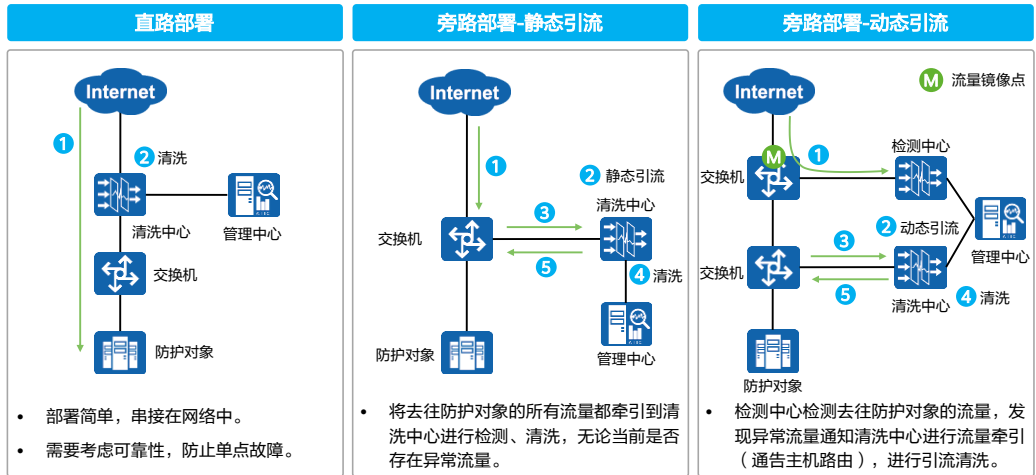 直路部署
Internet
1
2 清洗
清洗中心
管理中心
交换机
防护对象
• 部署简单，串接在网络中。
• 需要考虑可靠性，防止单点故障。
旁路部署-静态引流
Internet
1
2 静态引流
清洗中心
3
交换机
5
4 清洗
防护对象
管理中心
• 将去往防护对象的所有流量都牵引到清
洗中心进行检测、清洗，无论当前是否
存在异常流量。
旁路部署-动态引流
Internet
M 流量镜像点
M
1
检测中心
交换机
2 动态引流
3
管理中心
交换机
5
清洗中心
4 清洗
防护对象
• 检测中心检测去往防护对象的流量，发
现异常流量通知清洗中心进行流量牵引
（通告主机路由），进行引流清洗。